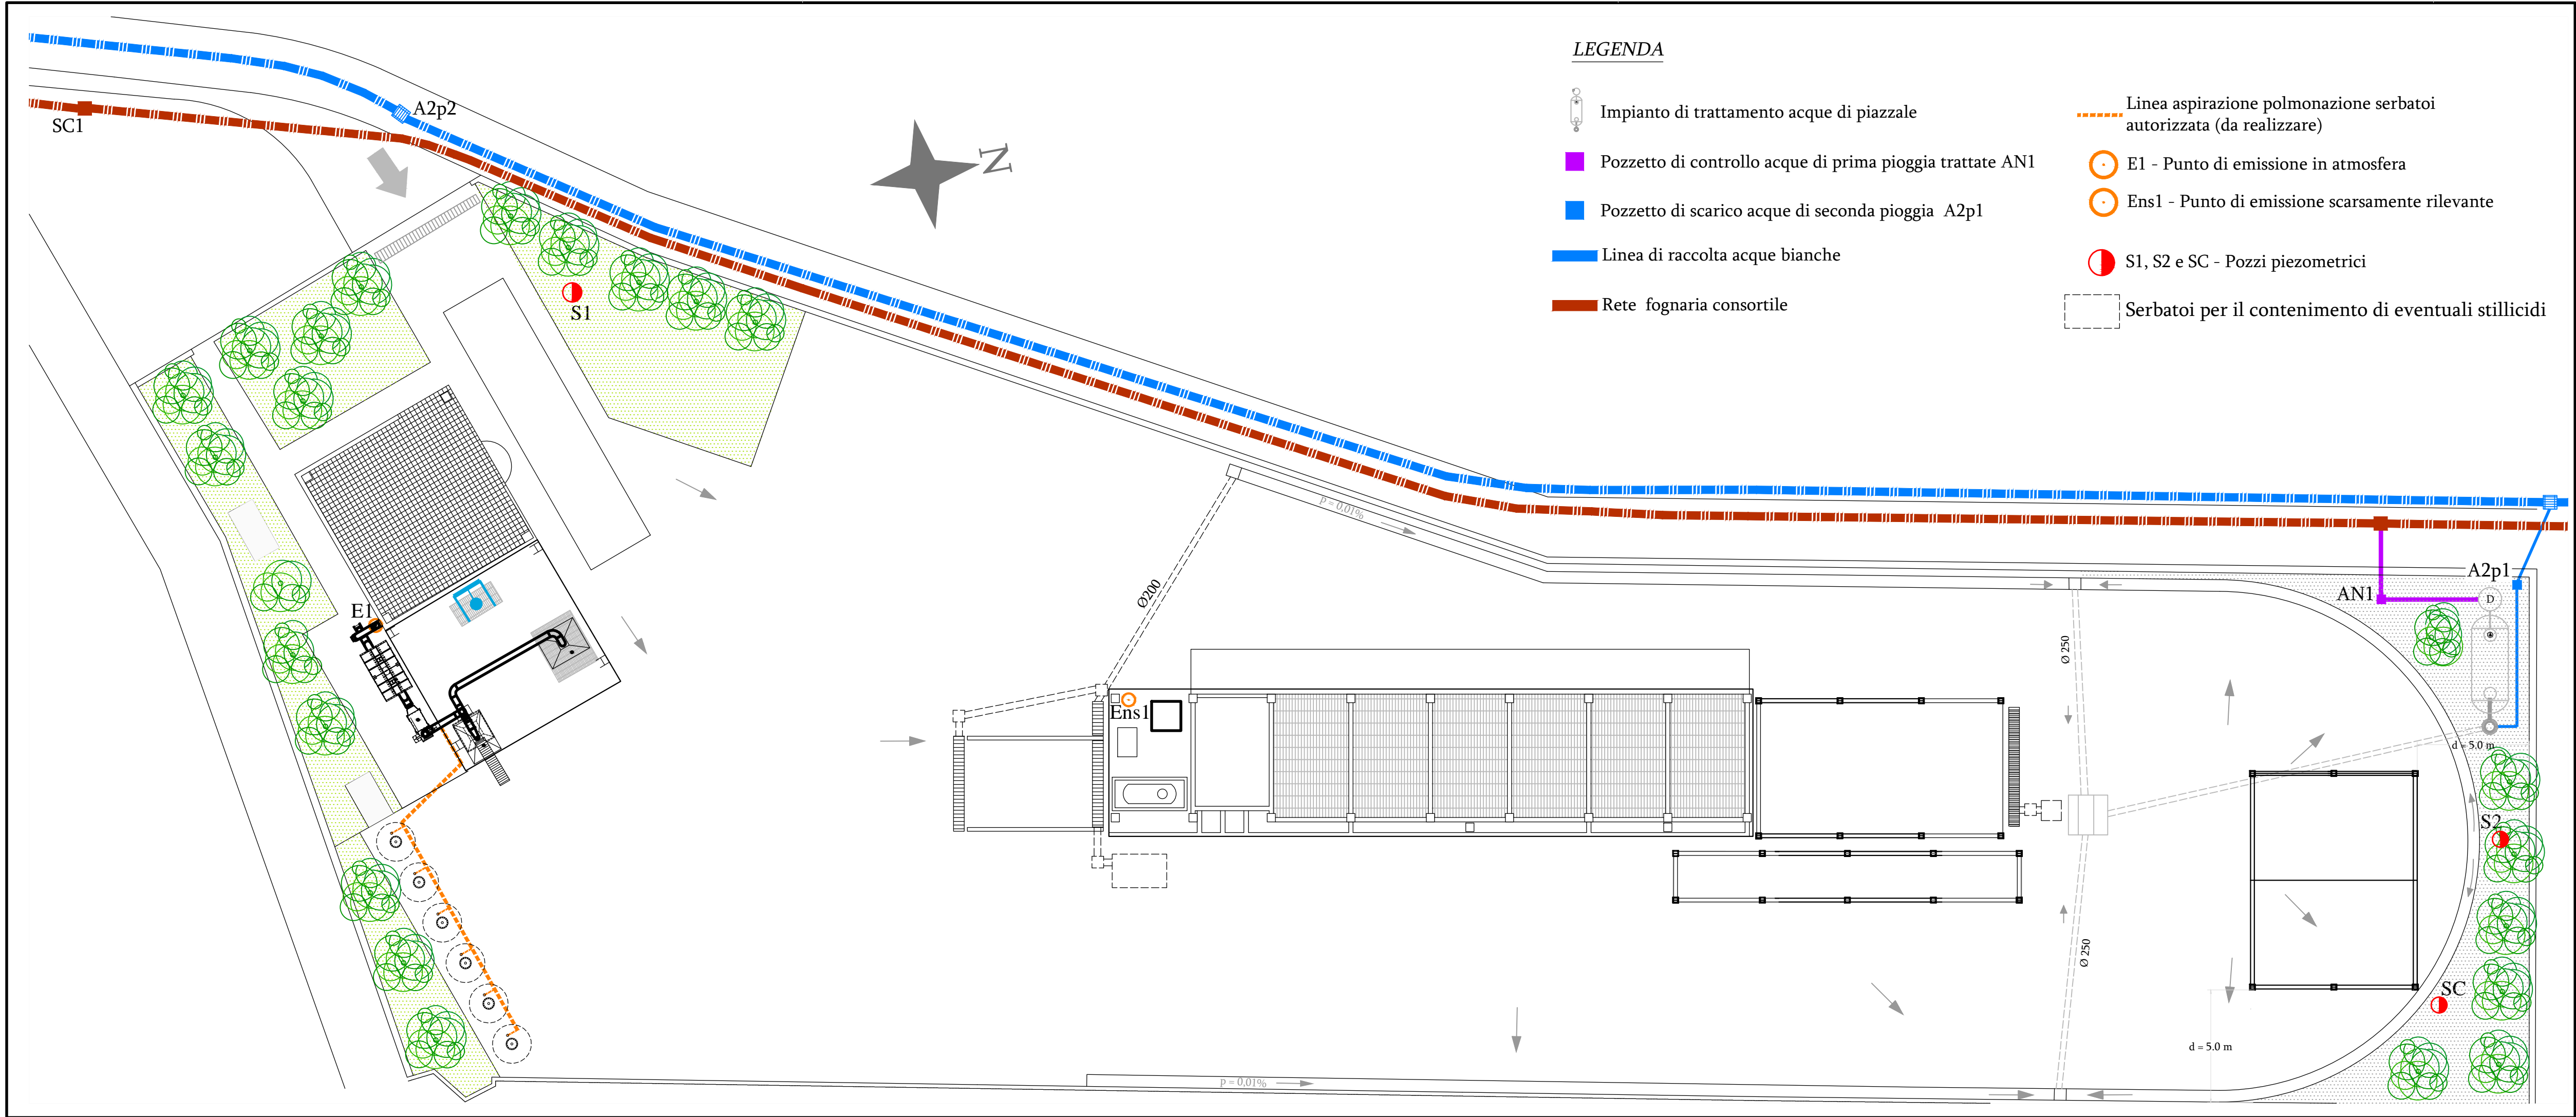 LEGENDA
Impianto di trattamento acque di piazzale
Pozzetto di controllo acque di prima pioggia trattate AN1
Pozzetto di scarico acque di seconda pioggia A2p1
Linea di raccolta acque bianche
Rete fognaria consortile
Linea aspirazione polmonazione serbatoi
autorizzata (da realizzare)
E1 - Punto di emissione in atmosfera
Ens1 - Punto di emissione scarsamente rilevante
S1, S2 e SC - Pozzi piezometrici
Serbatoi per il contenimento di eventuali stillicidi
A2p2
SC1
N
S1
p = 0,01%
Ø200
E1
Ens1
Ø 250
A2p1
AN1
D
d = 5.0 m
S2
Ø 250
SC
d = 5.0 m
p = 0,01%